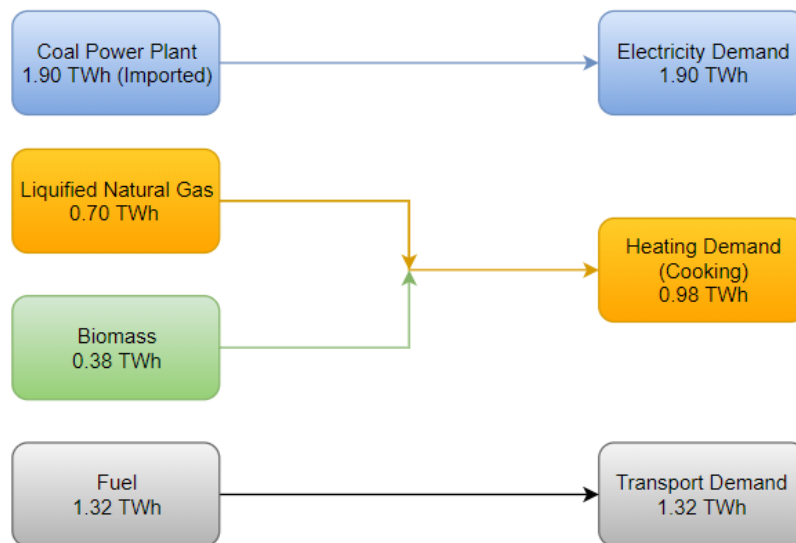 Coal Power Plant
1.90 TWh (Imported)
Electricity Demand
1.90 TWh
Liquified Natural Gas
0.70 TWh
Heating Demand
(Cooking)
0.98 TWh
Biomass
0.38 TWh
Fuel
1.32 TWh
Transport Demand
1.32 TWh